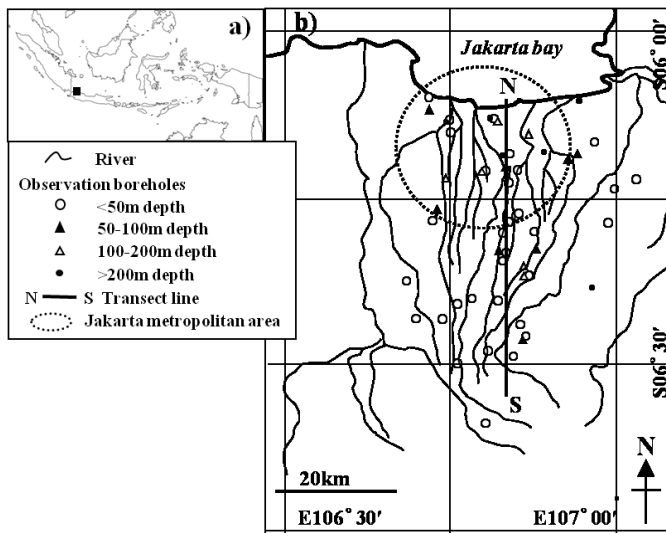 a)
River
Observation boreholes
<50m depth
50-100m depth
100-200m depth
>200m depth
N S Transect line
Jakarta metropolitan area
b)
Jakarta bay
N
S
S06° 00'
S06° 30'
20km
N
E106° 30'
E107° 00'